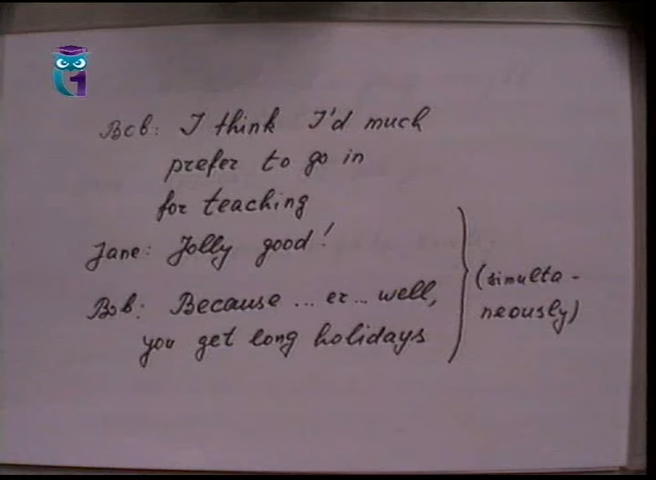 1
Bob: I think I'd much
prefer to go in
for teaching
Jane: Jolly good!
Bob: Because ... er ... well,
you get long holidays
(simulta-
neously)